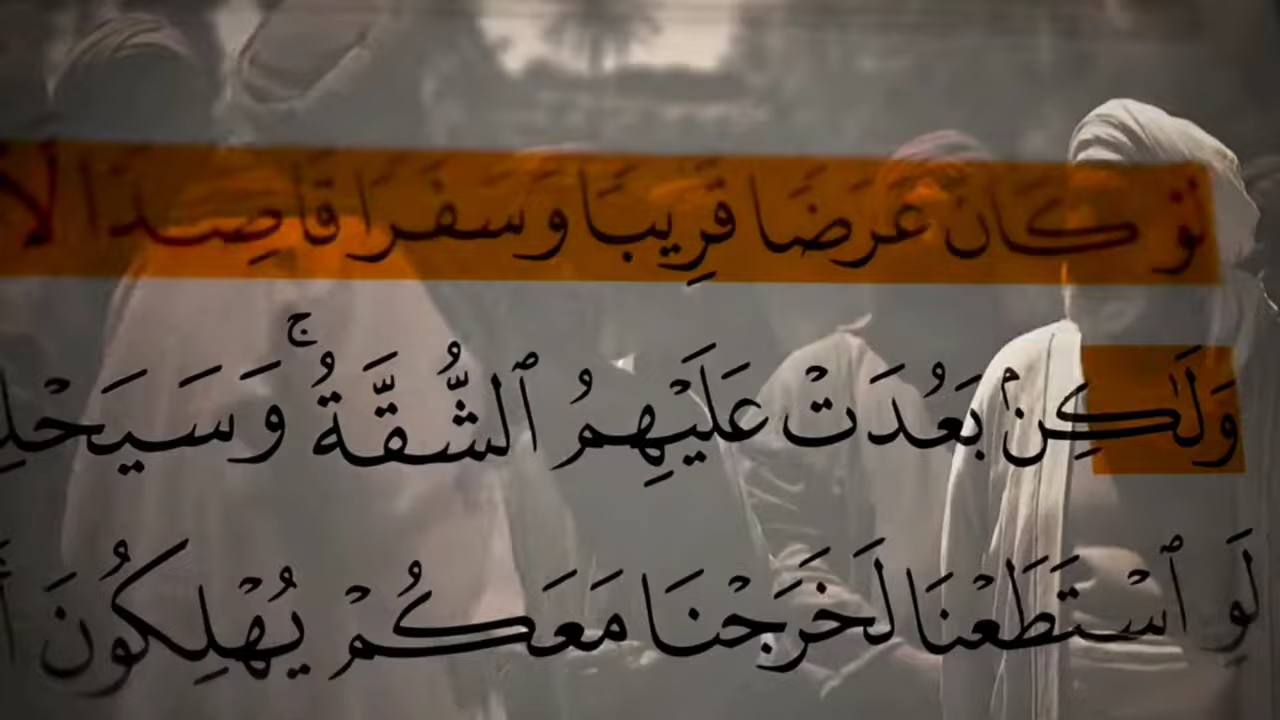 لَوْ كَانَ عَرَضًا قَرِيبًا وَسَفَرًا قَاصِدًا لَا
وَلَٰكِنۢ بَعُدَتْ عَلَيْهِمُ ٱلشُّقَّةُ ۚ وَسَيَحْلِ
لَوِ ٱسْتَطَعْنَا لَخَرَجْنَا مَعَكُمْ يُهْلِكُونَ أَ